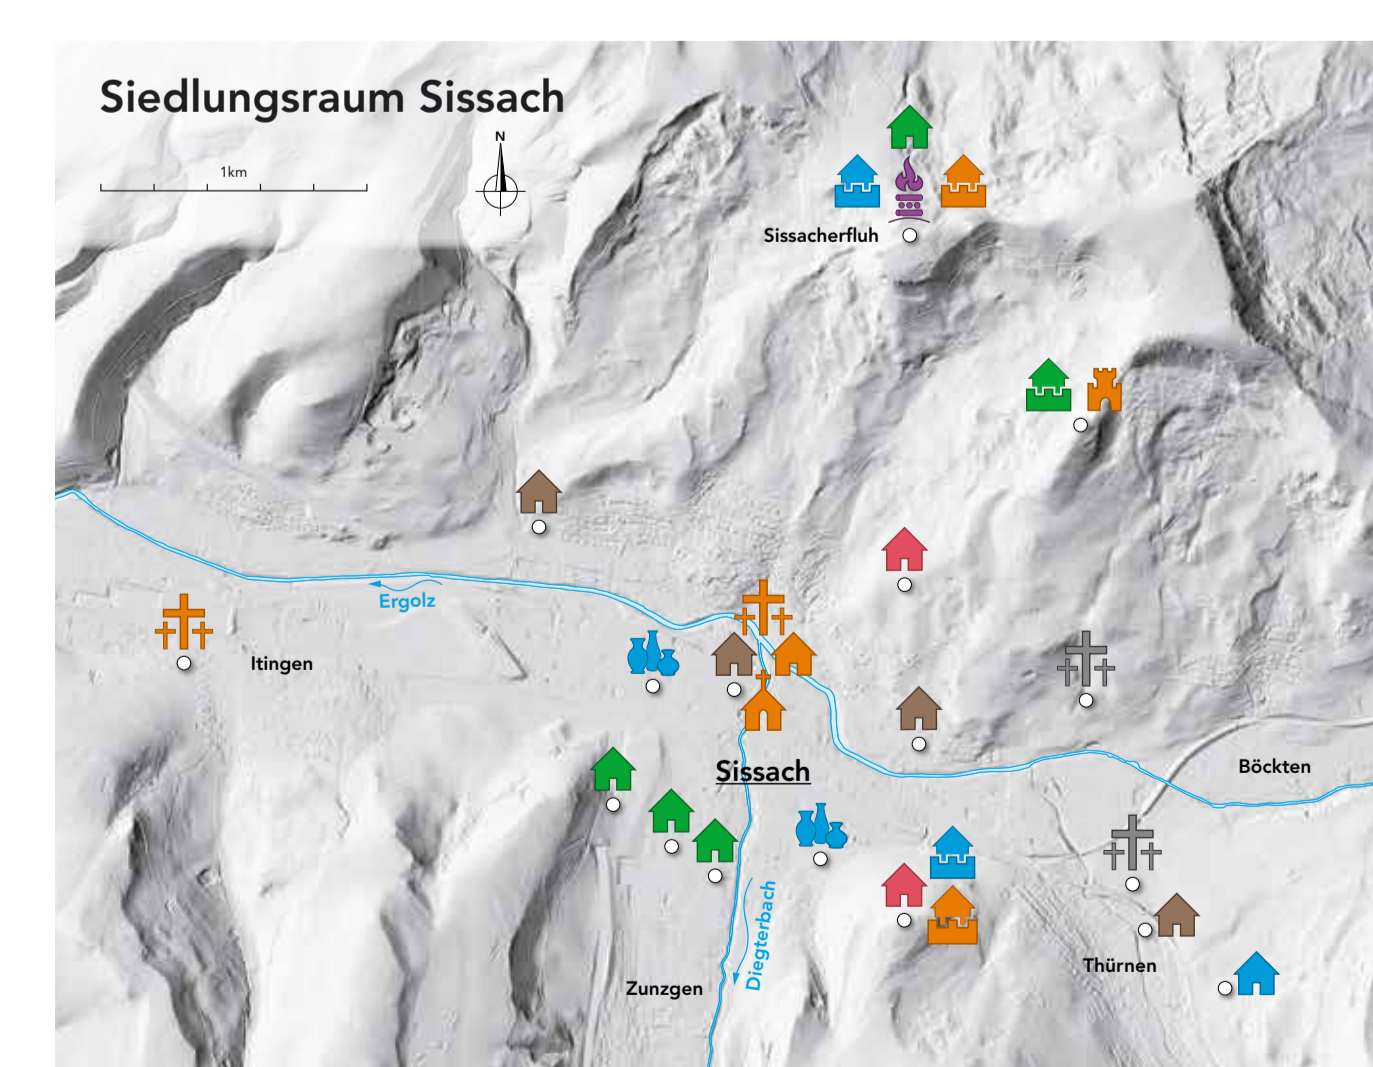 Siedlungsraum Sissach
N
1km
Sissacherfluh
Ergolz
Itingen
Sissach
Böckten
Diegterbach
Thürnen
Zunzgen